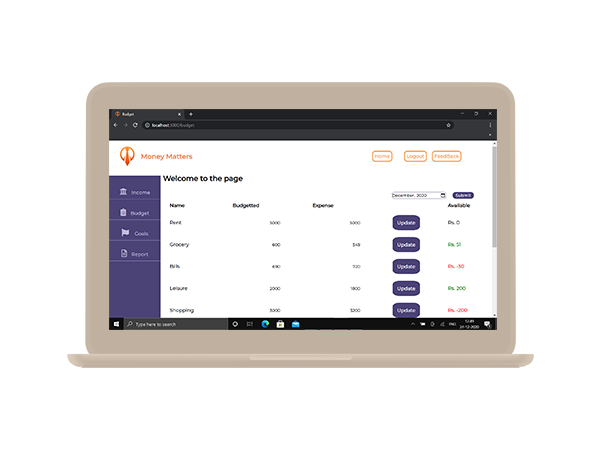 Budget
localhost:3000/budget
Money Matters
Home Logout FeedBack
Welcome to the page
Income
Budget
Goals
Report
December, 2020 Submit
Name Budgetted Expense Available
Rent 5000 5000 Update Rs. 0
Grocery 600 549 Update Rs. 51
Bills 690 720 Update Rs. -30
Leisure 2000 1800 Update Rs. 200
Shopping 3000 3200 Update Rs. -200
Type here to search
ENG
12:49
21-12-2020